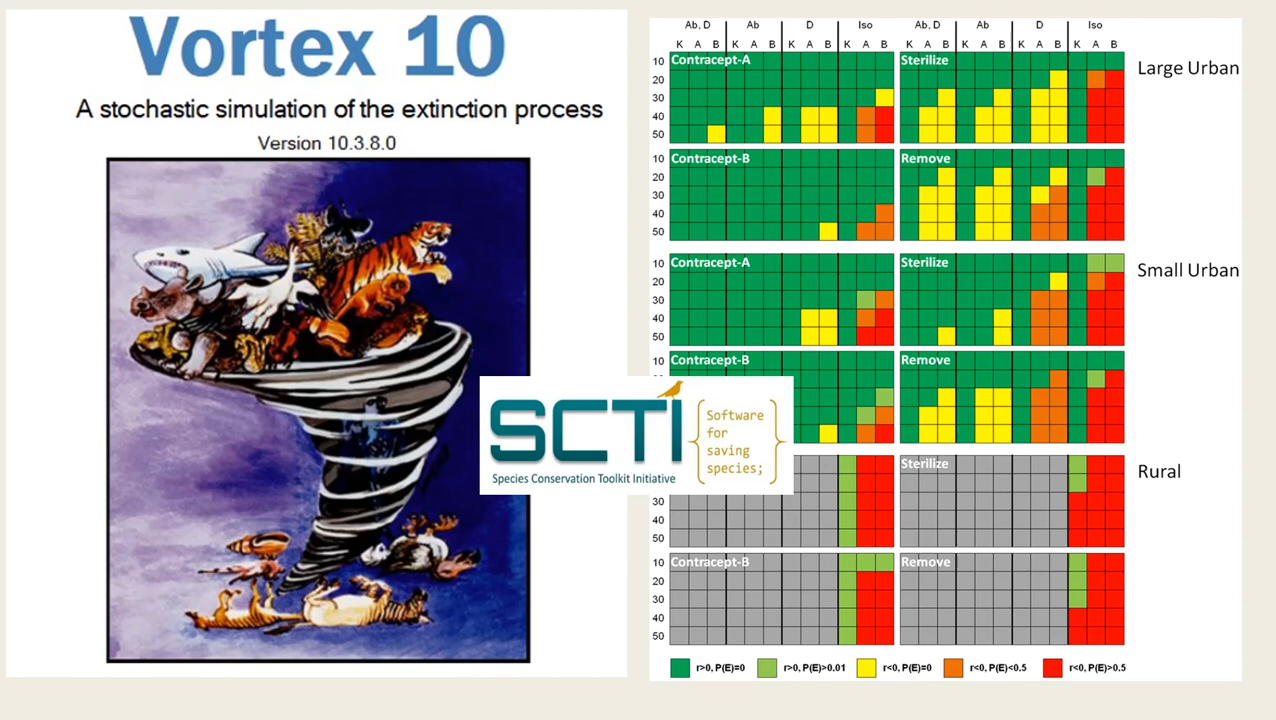 Vortex 10
A stochastic simulation of the extinction process
Version 10.3.8.0
SCTI
Species Conservation Toolkit Initiative
Software
for
saving
species;
Ab, D Ab D Iso Ab, D Ab D Iso
K A B K A B K A B K A B K A B K A B K A B K A B
10 Contracept-A Sterilize
20
30
40
50
Large Urban
10 Contracept-B Remove
20
30
40
50
10 Contracept-A Sterilize
20
30
40
50
Small Urban
10 Contracept-B Remove
Sterilize
30
40
50
Rural
10 Contracept-B Remove
20
30
40
50
r>0, P(E)=0 r>0, P(E)>0.01 r<0, P(E)=0 r<0, P(E)<0.5 r<0, P(E)>0.5